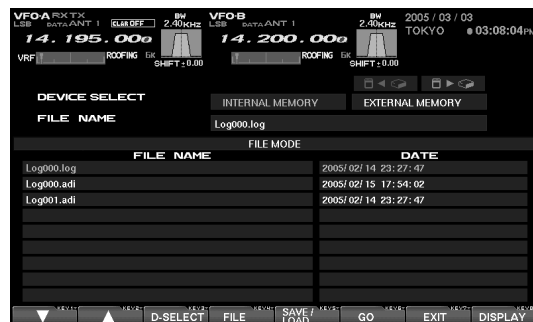 VFO-A RX TX
LSB DATA ANT 1 CLAR OFF
BW
2.40KHz
14. 195. 000
VRF
ROOFING 6K
SHIFT±0.00
VFO-B
LSB DATA ANT 1
BW
2.40KHz
14. 200. 000
ROOFING 6K
SHIFT±0.00
2005 / 03 / 03
TOKYO
03:08:04PM
DEVICE SELECT
INTERNAL MEMORY
EXTERNAL MEMORY
FILE NAME
Log000.log
FILE MODE
FILE NAME DATE
Log000.log 2005/ 02/ 14 23: 27: 47
Log000.adi 2005/ 02/ 15 17: 54: 02
Log001.adi 2005/ 02/ 14 23: 27: 47
D-SELECT FILE SAVE / LOAD GO EXIT DISPLAY